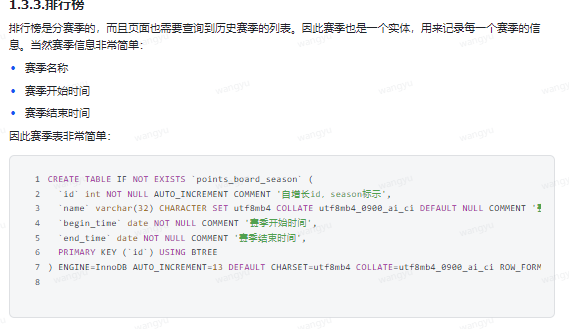 1.3.3.排行榜
排行榜是分赛季的，而且页面也需要查询到历史赛季的列表。因此赛季也是一个实体，用来记录每一个赛季的信
息。当然赛季信息非常简单：
赛季名称
赛季开始时间
赛季结束时间
因此赛季表非常简单：
1 CREATE TABLE IF NOT EXISTS `points_board_season` (
2 `id` int NOT NULL AUTO_INCREMENT COMMENT '自增长id，season标示',
3 `name` varchar(32) CHARACTER SET utf8mb4 COLLATE utf8mb4_0900_ai_ci DEFAULT NULL COMMENT '
4 `begin_time` date NOT NULL COMMENT '赛季开始时间',
5 `end_time` date NOT NULL COMMENT '赛季结束时间',
6 PRIMARY KEY (`id`) USING BTREE
7 ) ENGINE=InnoDB AUTO_INCREMENT=13 DEFAULT CHARSET=utf8mb4 COLLATE=utf8mb4_0900_ai_ci ROW_FORM
8